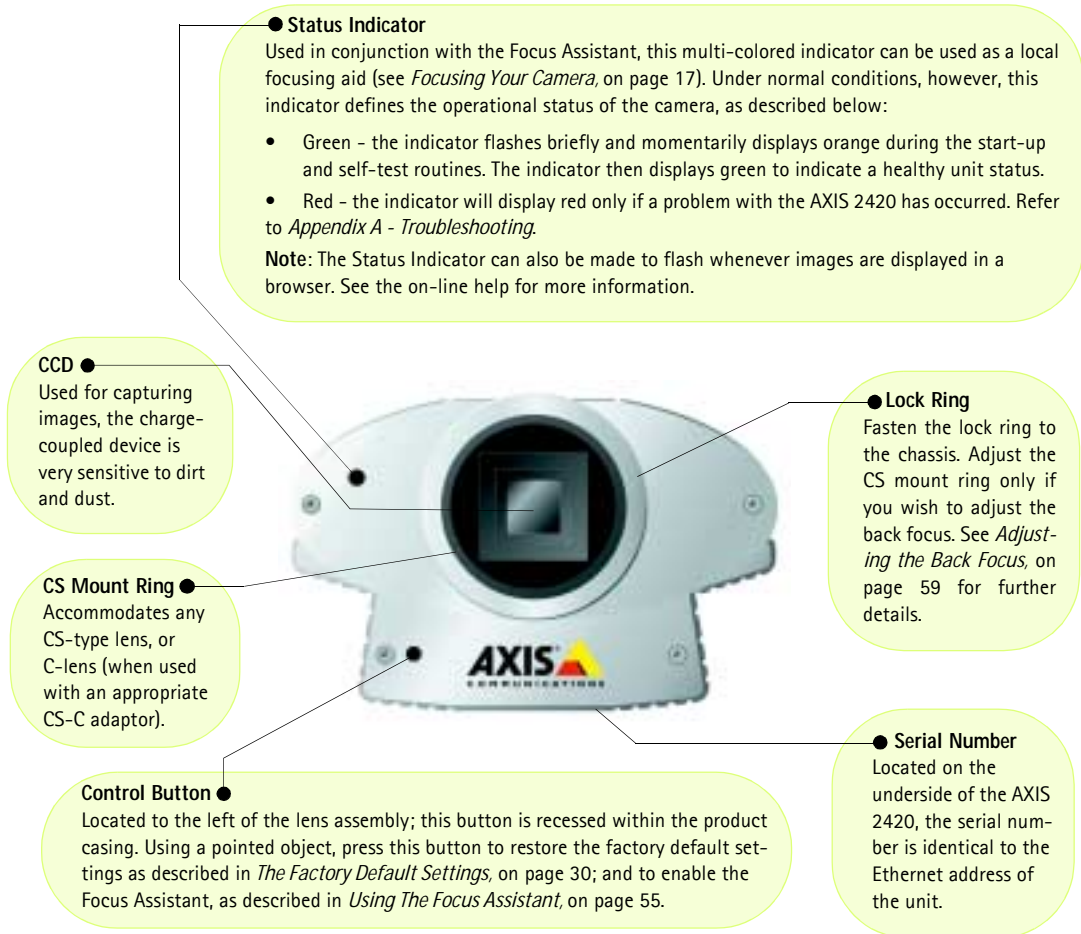 Status Indicator
Used in conjunction with the Focus Assistant, this multi-colored indicator can be used as a local
focusing aid (see Focusing Your Camera, on page 17). Under normal conditions, however, this
indicator defines the operational status of the camera, as described below:
• Green - the indicator flashes briefly and momentarily displays orange during the start-up
and self-test routines. The indicator then displays green to indicate a healthy unit status.
• Red - the indicator will display red only if a problem with the AXIS 2420 has occurred. Refer
to Appendix A - Troubleshooting.
Note: The Status Indicator can also be made to flash whenever images are displayed in a
browser. See the on-line help for more information.
CCD
Used for capturing
images, the charge-
coupled device is
very sensitive to dirt
and dust.
Lock Ring
Fasten the lock ring to
the chassis. Adjust the
CS mount ring only if
you wish to adjust the
back focus. See Adjust-
ing the Back Focus, on
page 59 for further
details.
CS Mount Ring
Accommodates any
CS-type lens, or
C-lens (when used
with an appropriate
CS-C adaptor).
AXIS
COMMUNICATIONS
Serial Number
Located on the
underside of the AXIS
2420, the serial num-
ber is identical to the
Ethernet address of
the unit.
Control Button
Located to the left of the lens assembly; this button is recessed within the product
casing. Using a pointed object, press this button to restore the factory default set-
tings as described in The Factory Default Settings, on page 30; and to enable the
Focus Assistant, as described in Using The Focus Assistant, on page 55.